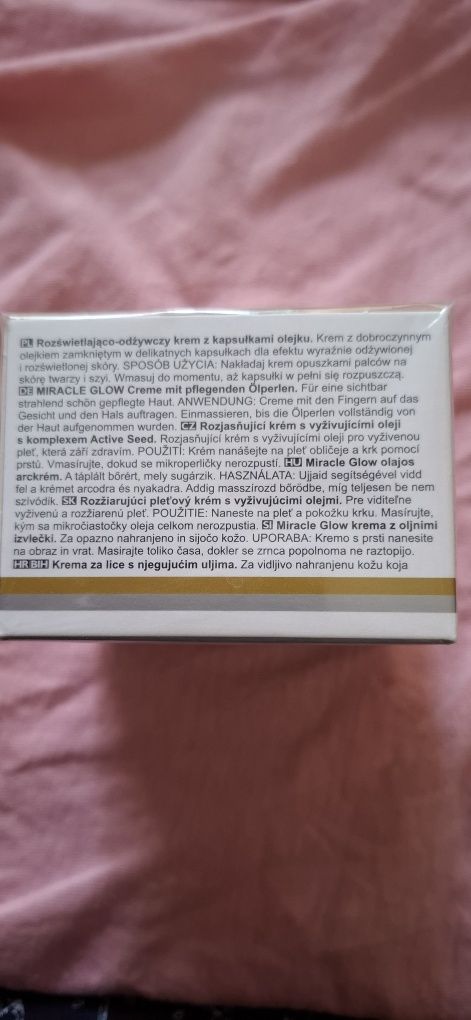 PL Rozświetlająco-odżywczy krem z kapsułkami olejku. Krem z dobroczynnym
olejkiem zamkniętym w delikatnych kapsułkach dla efektu wyraźnie odżywionej
i rozświetlonej skóry. SPOSÓB UŻYCIA: Nakładaj krem opuszkami palców na
skórę twarzy i szyi. Wmasuj do momentu, aż kapsułki w pełni się rozpuszczą.
DE MIRACLE GLOW Creme mit pflegenden Ölperlen. Für eine sichtbar
strahlend schön gepflegte Haut. ANWENDUNG: Creme mit den Fingern auf das
Gesicht und den Hals auftragen. Einmassieren, bis die Ölperlen vollständig von
der Haut aufgenommen wurden. CZ Rozjasňující krém s vyživujícími oleji
s komplexem Active Seed. Rozjasňující krém s vyživujícími oleji pro vyživenou
pleť, která září zdravím. POUŽITÍ: Krém nanášejte na pleť obličeje a krk pomocí
prstů. Vmasírujte, dokud se mikroperličky nerozpustí. HU Miracle Glow olajos
arckrém. A táplált bőrért, mely sugárzik. HASZNÁLATA: Ujjaid segítségével vidd
fel a krémet arcodra és nyakadra. Addig masszírozd bőrödbe, míg teljesen be nem
szívódik. SK Rozžiarujúci pleťový krém s vyživujúcimi olejmi. Pre viditeľne
vyživenú a rozžiarenú pleť. POUŽITIE: Naneste na pleť a pokožku krku. Masírujte,
kým sa mikročiastočky oleja celkom nerozpustia. SI Miracle Glow krema z oljnimi
izvlečki. Za opazno nahranjeno in sijočo kožo. UPORABA: Kremo s prsti nanesite
na obraz in vrat. Masirajte toliko časa, dokler se zrnca popolnoma ne raztopijo.
HR BIH Krema za lice s njegujućim uljima. Za vidljivo nahranjenu kožu koja